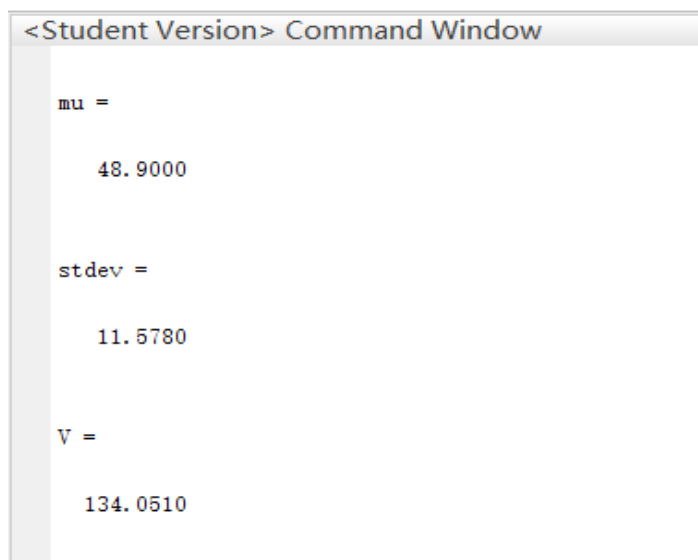 <Student Version> Command Window
mu =
48.9000
stdev =
11.5780
V =
134.0510